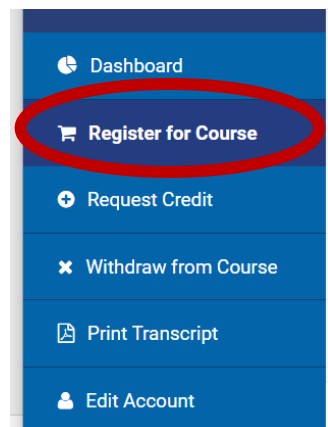 Dashboard
Register for Course
Request Credit
Withdraw from Course
Print Transcript
Edit Account